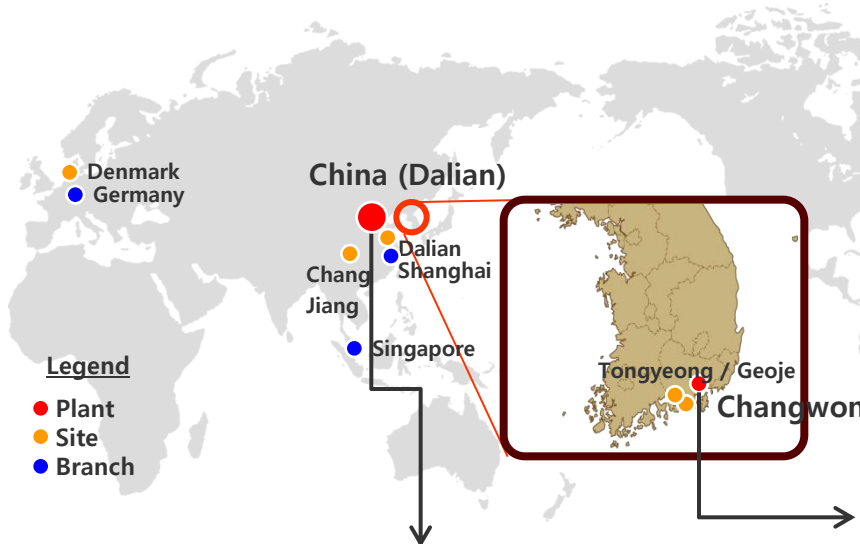 Denmark
Germany
China (Dalian)
Dalian
Shanghai
Chang
Jiang
Singapore
Tongyeong / Geoje
Changwon
Legend
Plant
Site
Branch